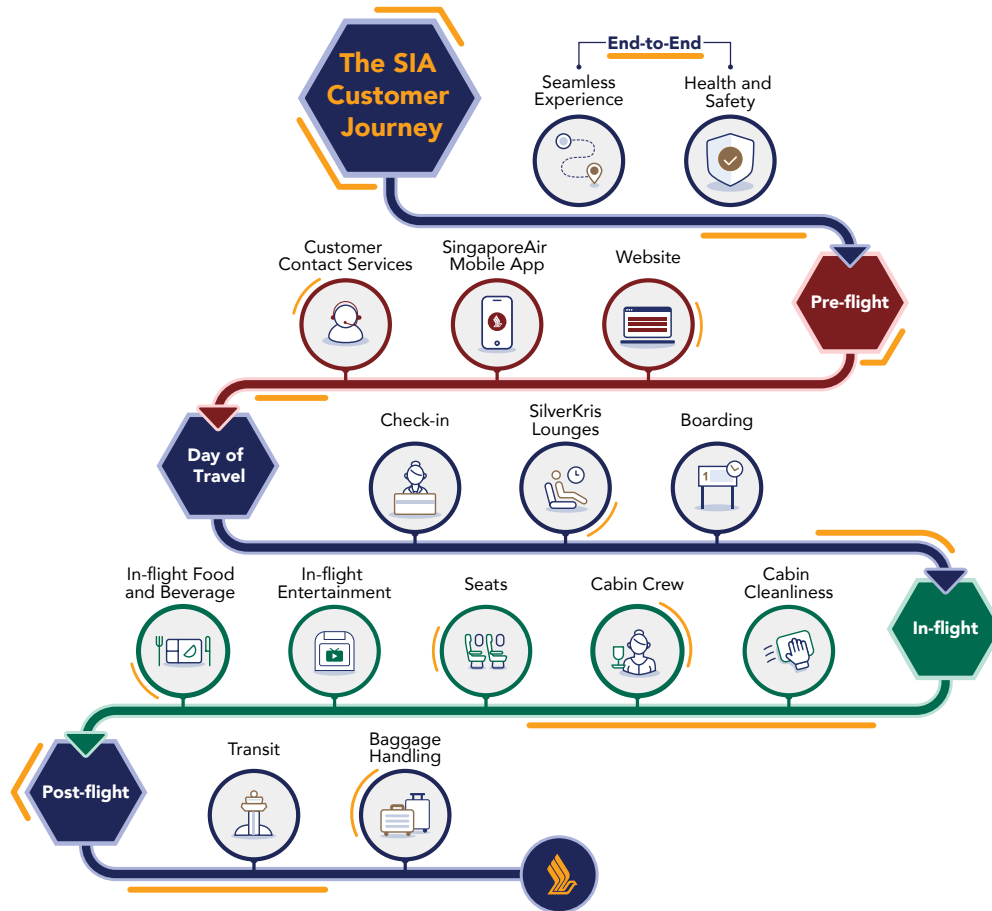 The SIA
Customer
Journey
End-to-End
Seamless
Experience
Health and
Safety
Pre-flight
Customer
Contact Services
SingaporeAir
Mobile App
Website
Day of
Travel
Check-in
SilverKris
Lounges
Boarding
1
In-flight
In-flight Food
and Beverage
In-flight
Entertainment
Seats
Cabin Crew
Cabin
Cleanliness
Post-flight
Transit
Baggage
Handling